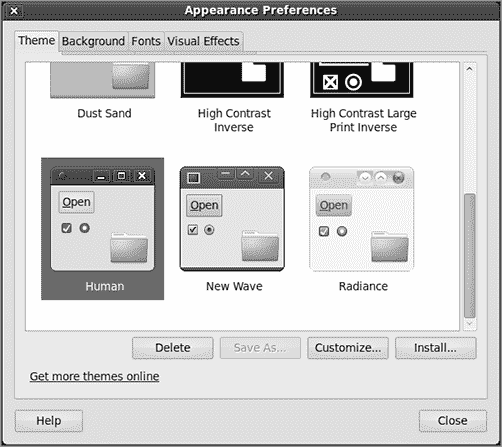 Appearance Preferences
Theme Background Fonts Visual Effects
Dust Sand
High Contrast
Inverse
High Contrast Large
Print Inverse
Open
Open
Open
Human
New Wave
Radiance
Delete
Save As...
Customize...
Install...
Get more themes online
Help
Close